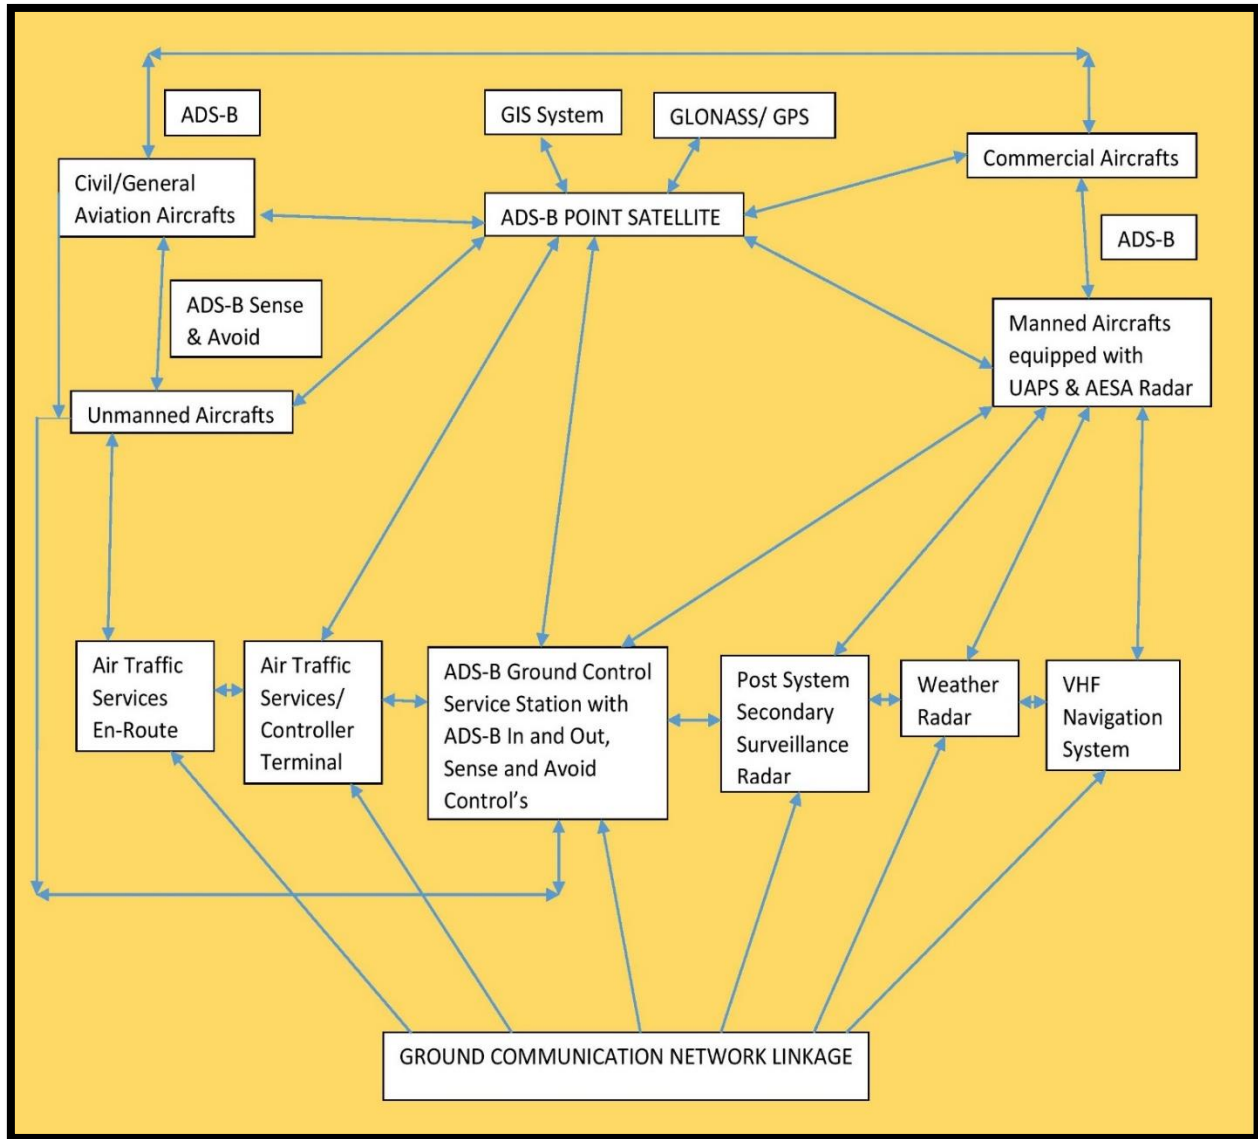 ADS-B
GIS System
GLONASS/ GPS
Commercial Aircrafts
Civil/General
Aviation Aircrafts
ADS-B POINT SATELLITE
ADS-B
ADS-B Sense
& Avoid
Manned Aircrafts
equipped with
UAPS & AESA Radar
Unmanned Aircrafts
Air Traffic
Services
En-Route
Air Traffic
Services/
Controller
Terminal
ADS-B Ground Control
Service Station with
ADS-B In and Out,
Sense and Avoid
Control's
Post System
Secondary
Surveillance
Radar
Weather
Radar
VHF
Navigation
System
GROUND COMMUNICATION NETWORK LINKAGE